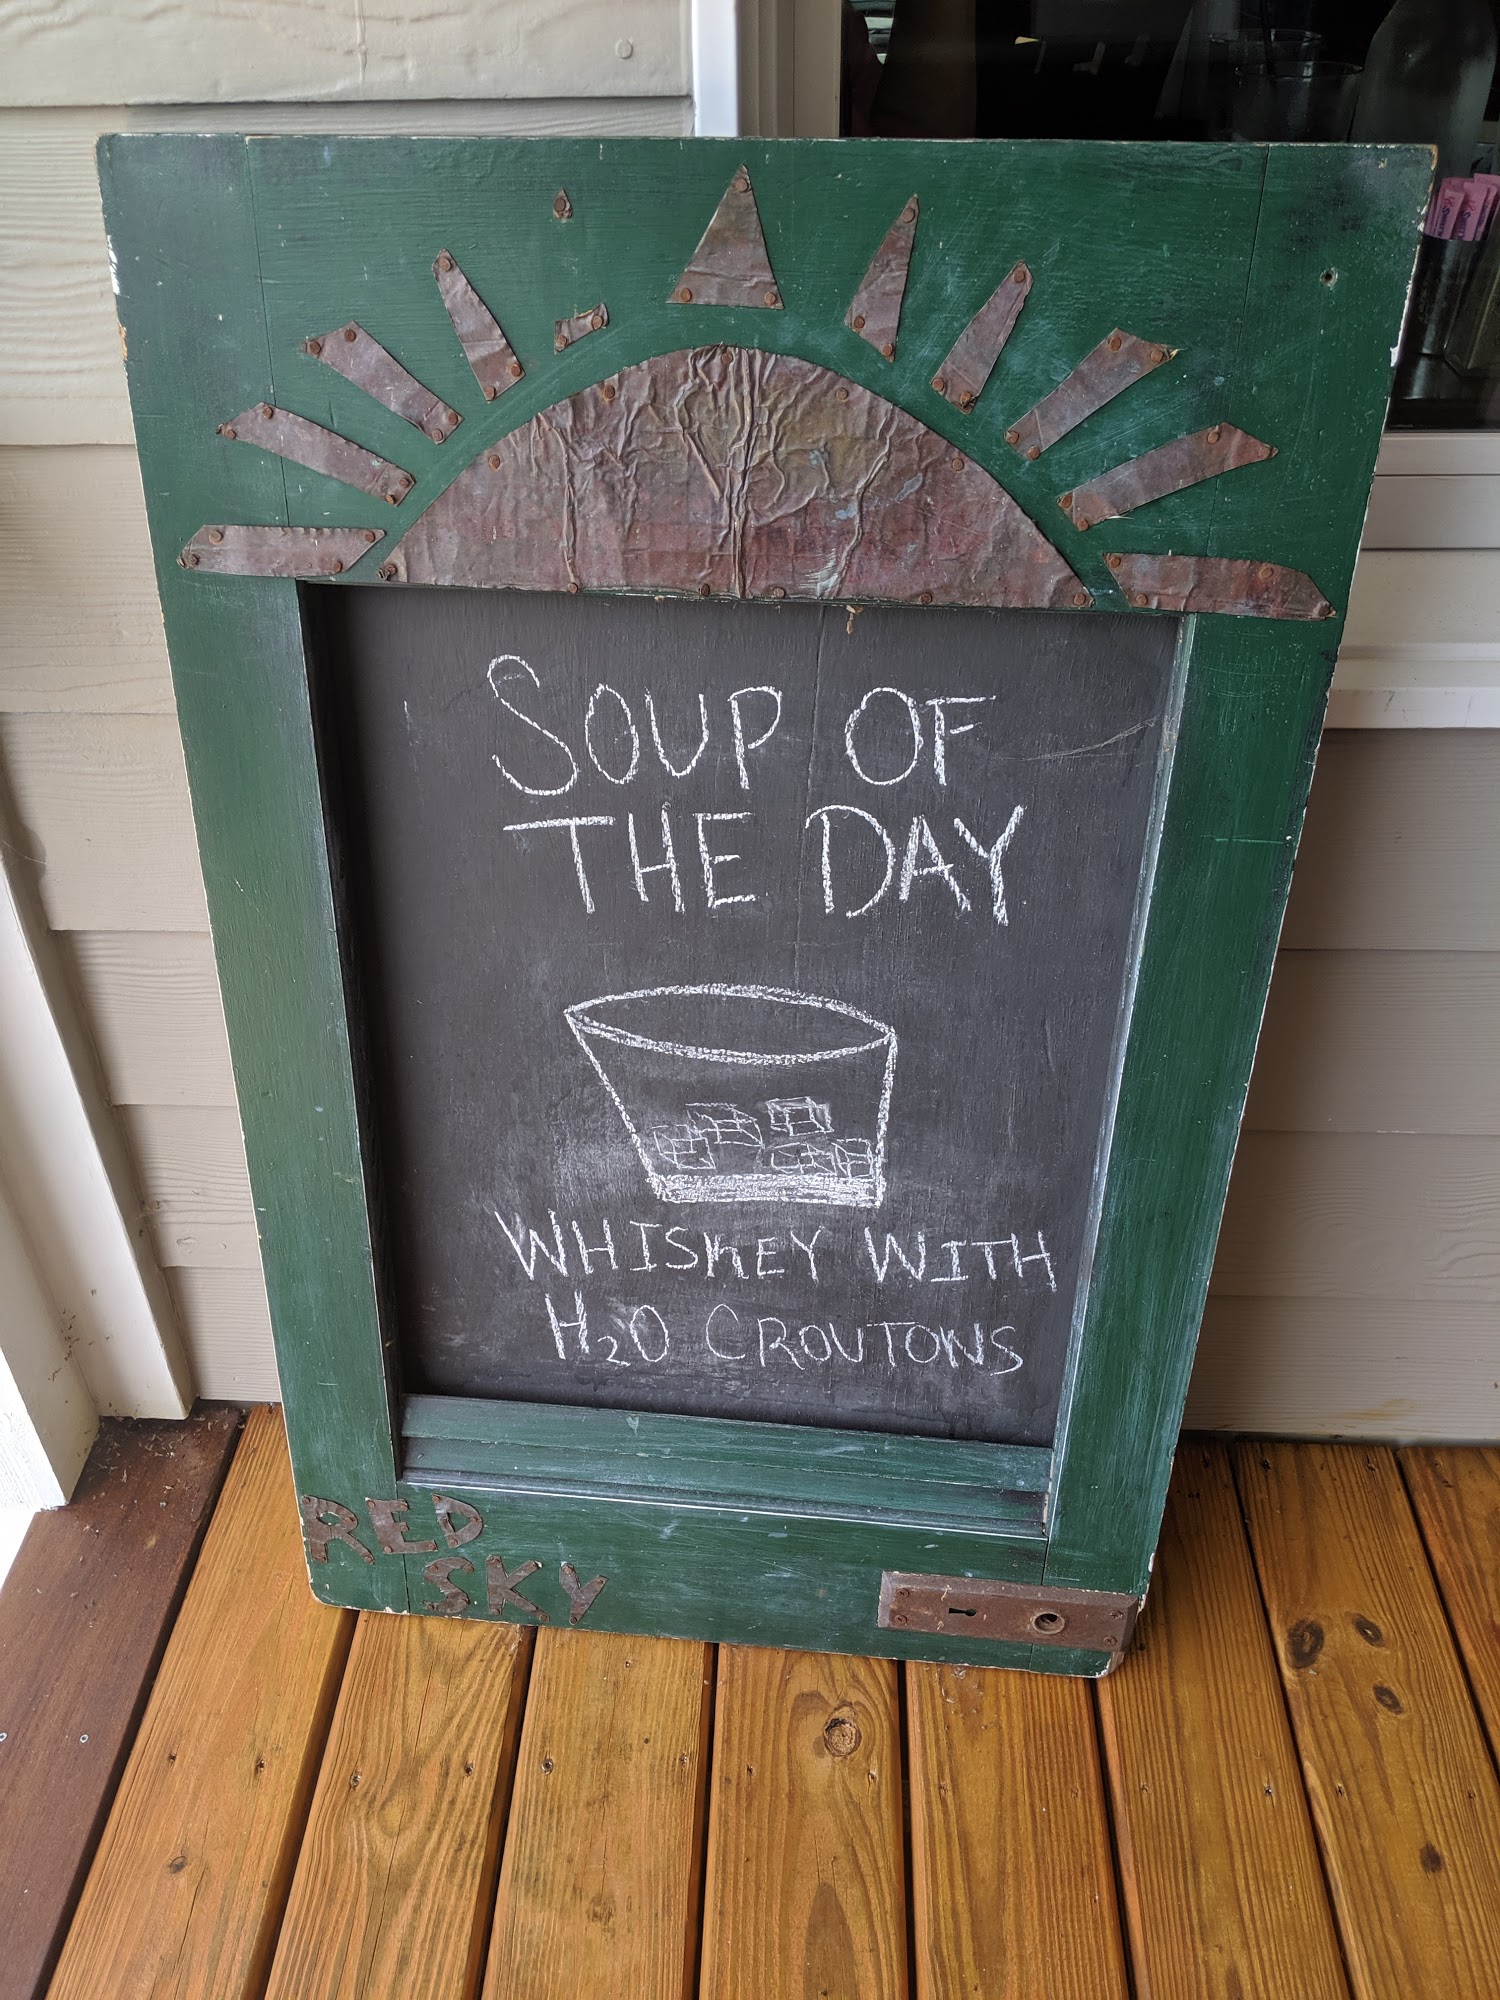 SOUP OF
THE DAY
WHISKEY WITH
H₂O CROUTONS
RED
SKY